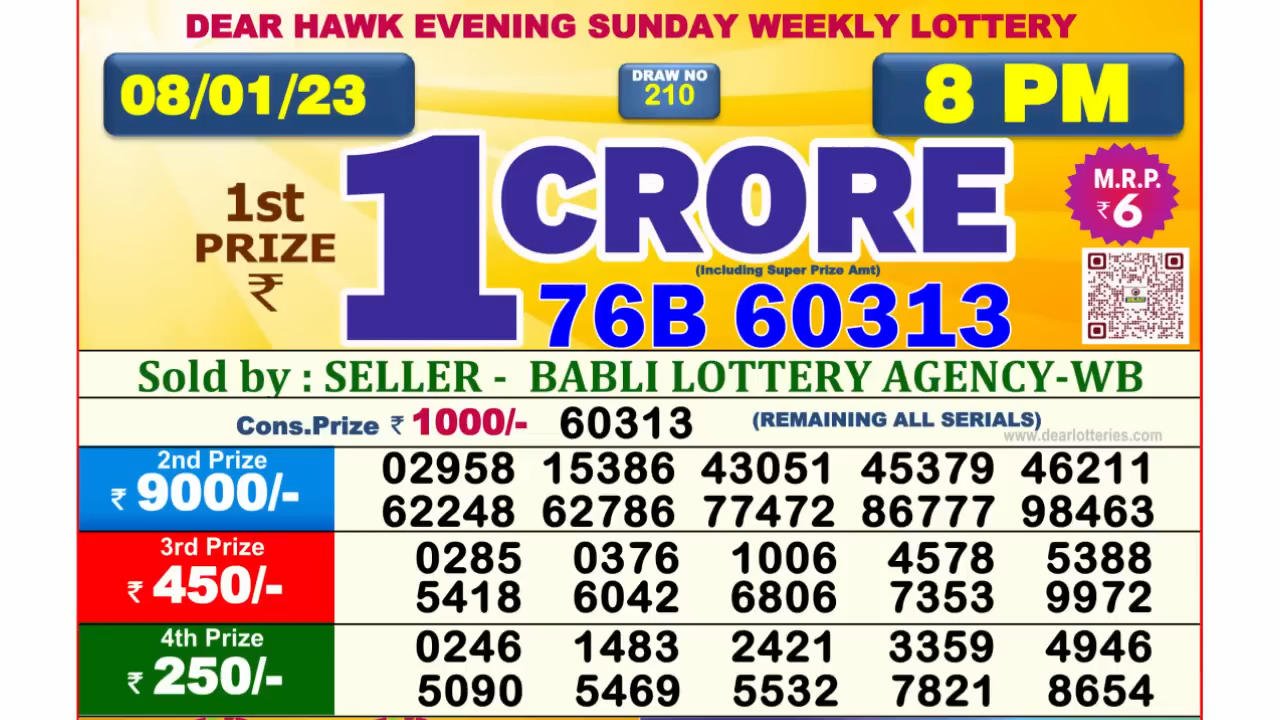 DEAR HAWK EVENING SUNDAY WEEKLY LOTTERY
08/01/23
DRAW NO
210
8 PM
1st
PRIZE
₹
1 CRORE
(Including Super Prize Amt)
76B 60313
M.R.P.
₹6
Sold by : SELLER - BABLI LOTTERY AGENCY-WB
Cons.Prize ₹ 1000/- 60313 (REMAINING ALL SERIALS)
www.dearlotteries.com
2nd Prize
₹ 9000/-
02958 15386 43051 45379 46211
62248 62786 77472 86777 98463
3rd Prize
₹ 450/-
0285 0376 1006 4578 5388
5418 6042 6806 7353 9972
4th Prize
₹ 250/-
0246 1483 2421 3359 4946
5090 5469 5532 7821 8654